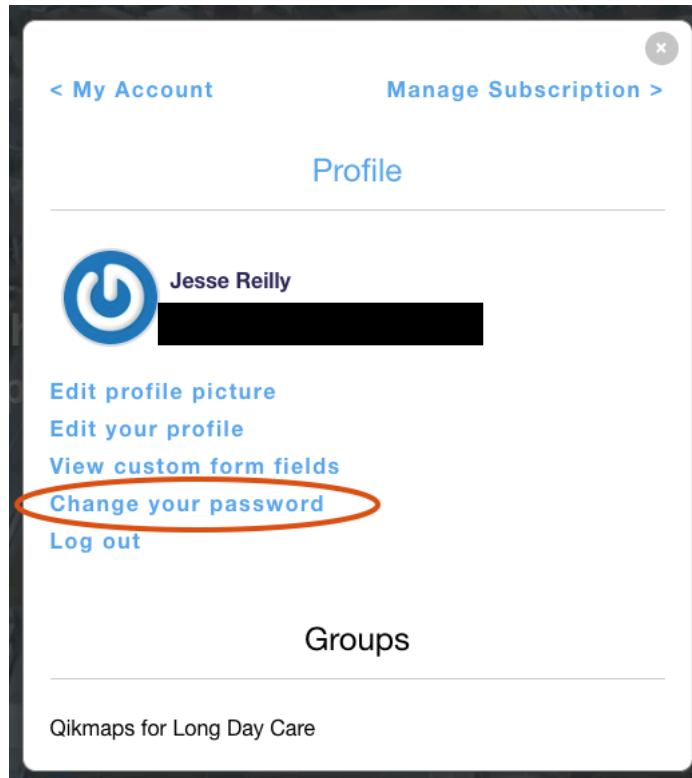 ×
< My Account
Manage Subscription >
Profile
Jesse Reilly
Edit profile picture
Edit your profile
View custom form fields
Change your password
Log out
Groups
Qikmaps for Long Day Care